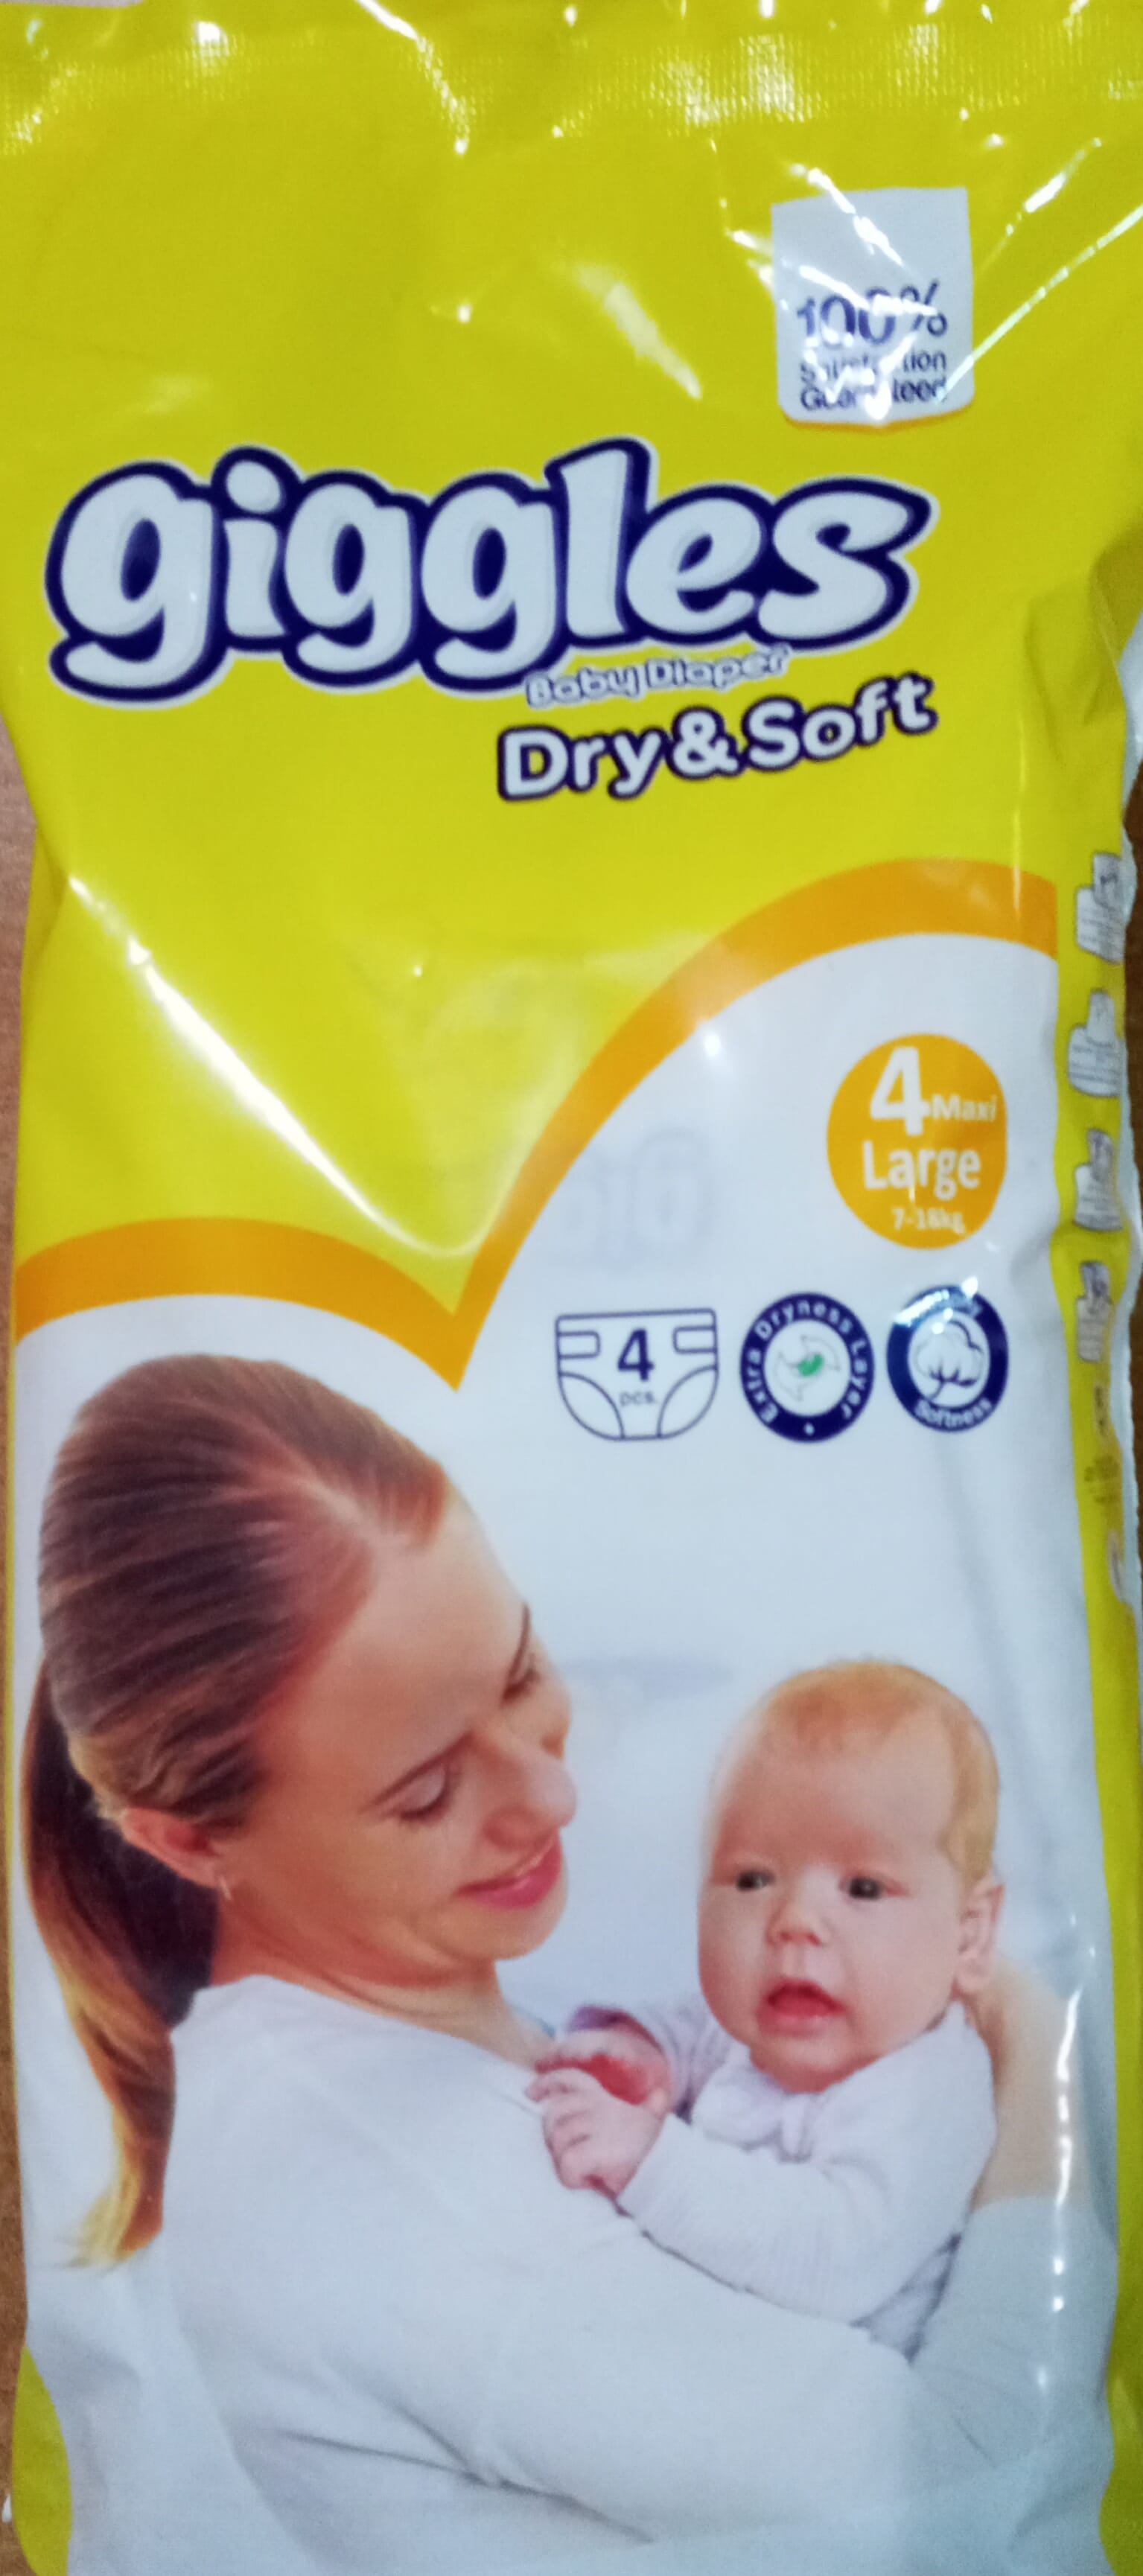 100%
Satisfaction
Guaranteed
giggles
Baby Diaper
Dry&Soft
4 Maxi
Large
7-18kg
4
pcs.
Extra Dryness Layer
Softness